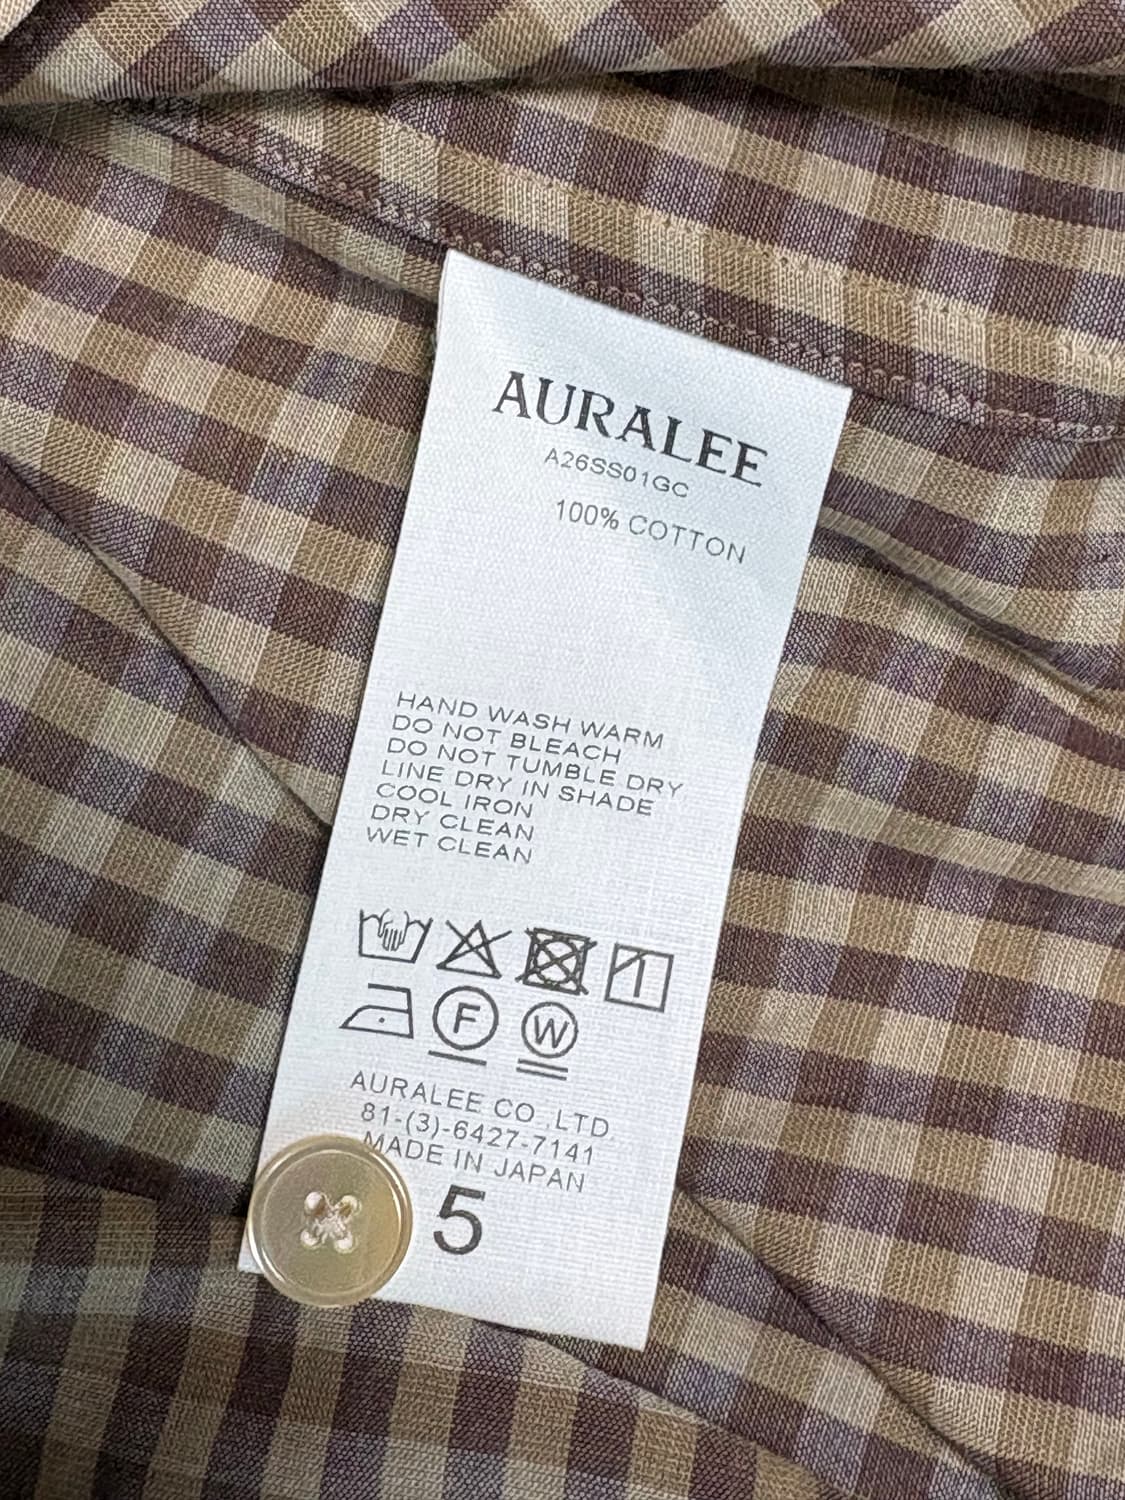 AURALEE
A26SS01GC
100% COTTON
HAND WASH WARM
DO NOT BLEACH
DO NOT TUMBLE DRY
LINE DRY IN SHADE
COOL IRON
DRY CLEAN
WET CLEAN
F W
AURALEE CO.,LTD.
81-(3)-6427-7141
MADE IN JAPAN
5